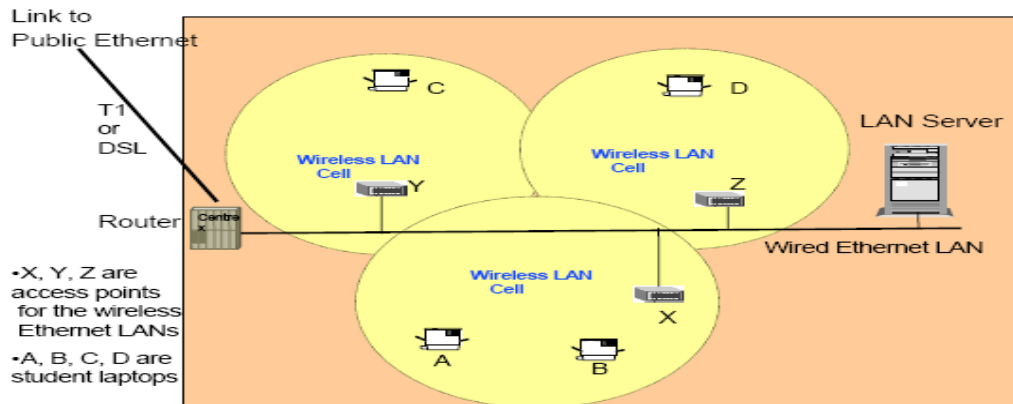 Link to
Public Ethernet
T1
or
DSL
C
D
LAN Server
Wireless LAN
Cell
Wireless LAN
Cell
Y
Z
Router
Centre
x
Wired Ethernet LAN
Wireless LAN
Cell
X
A
B
•X, Y, Z are
access points
for the wireless
Ethernet LANs
•A, B, C, D are
student laptops